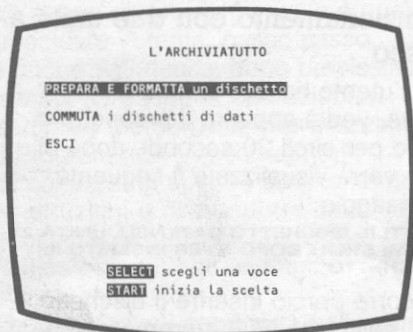 L'ARCHIVIATUTTO
PREPARA E FORMATTA un dischetto
COMMUTA i dischetti di dati
ESCI
SELECT scegli una voce
START inizia la scelta